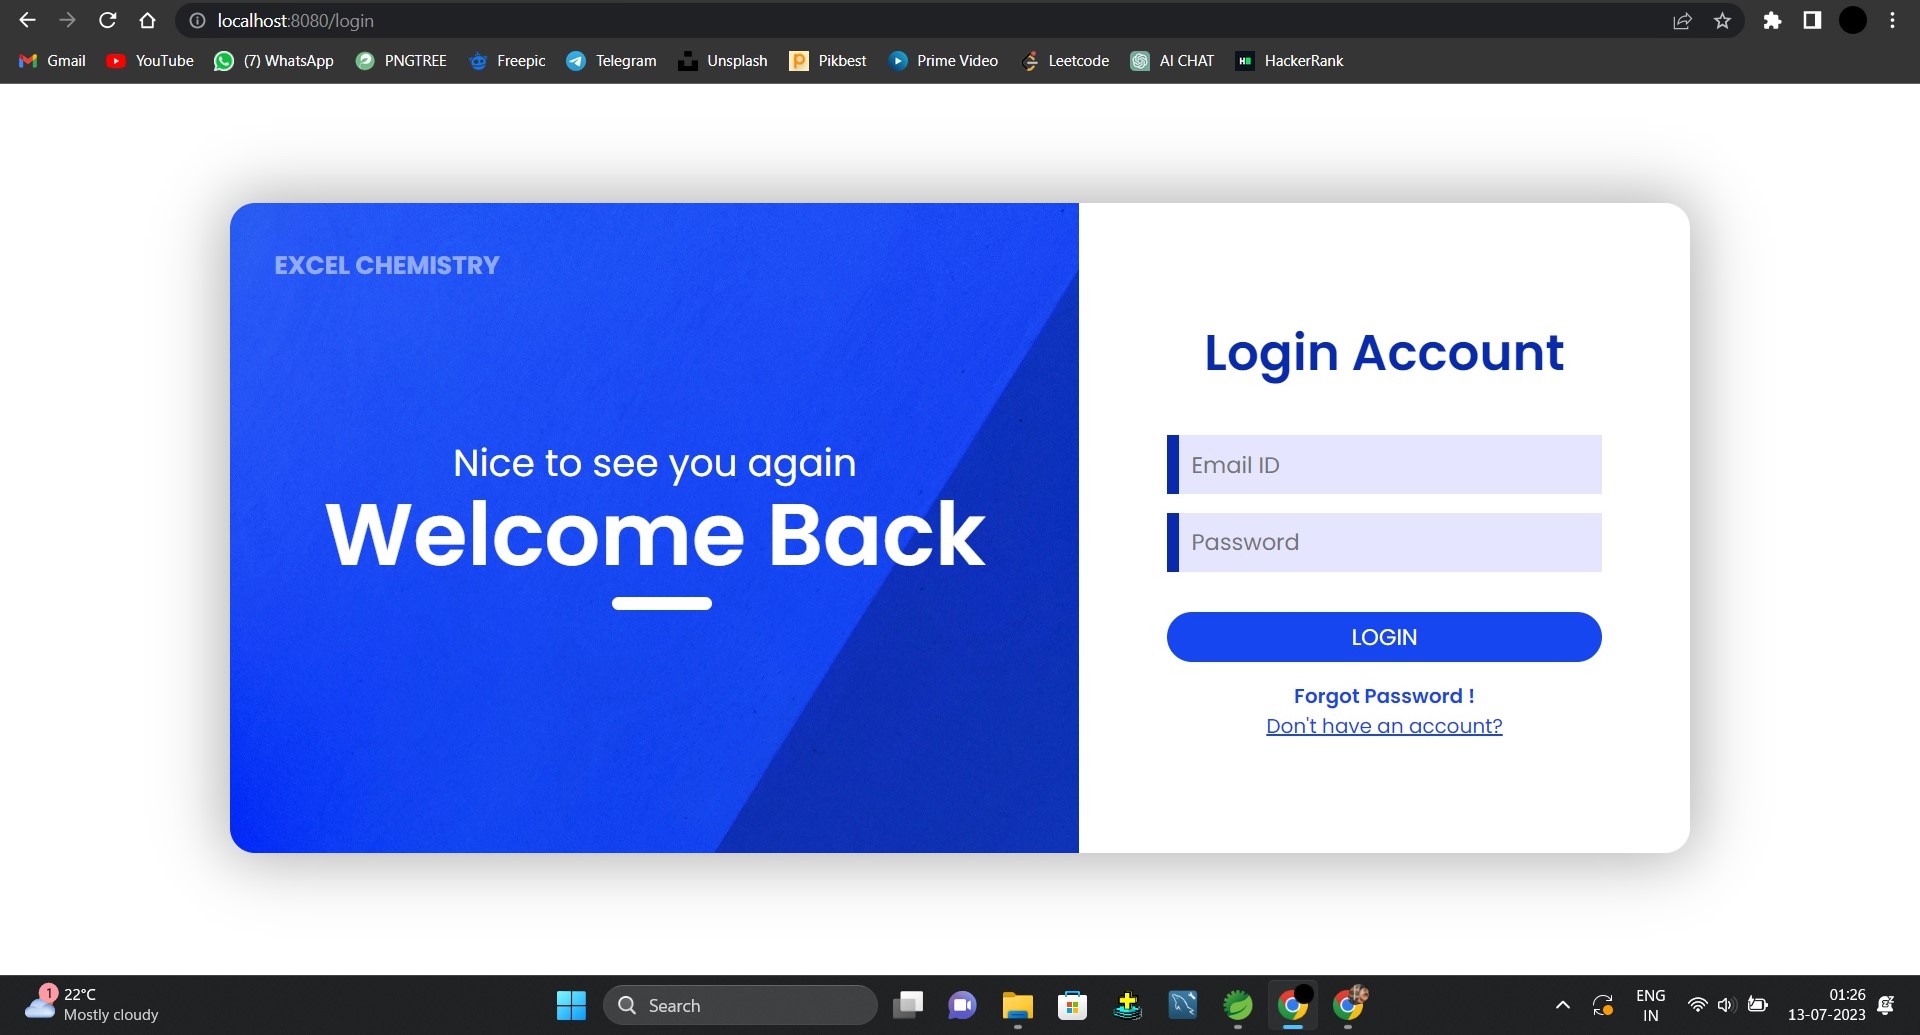 localhost:8080/login
Gmail YouTube (7) WhatsApp PNGTREE Freepic Telegram Unsplash Pikbest Prime Video Leetcode AI CHAT HackerRank
EXCEL CHEMISTRY
Nice to see you again
Welcome Back
Login Account
Email ID
Password
LOGIN
Forgot Password !
Don't have an account?
1
22°C
Mostly cloudy
Search
ENG
IN
01:26
13-07-2023